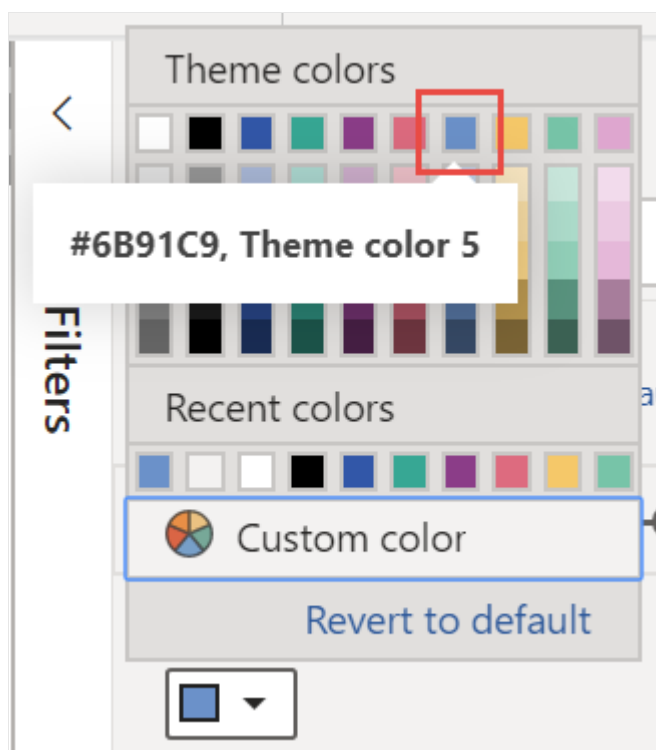 Theme colors
#6B91C9, Theme color 5
Filters
Recent colors
Custom color
Revert to default